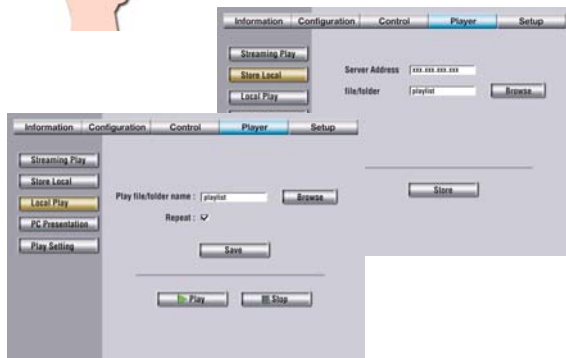 Information Configuration Control Player Setup
Streaming Play
Store Local
Local Play
Server Address xxx.xxx.xxx.xxx
file/folder playlist Browse
Store
Information Configuration Control Player Setup
Streaming Play
Store Local
Local Play
PC Presentation
Play Setting
Play file/folder name : playlist Browse
Repeat :
Save
Play Stop